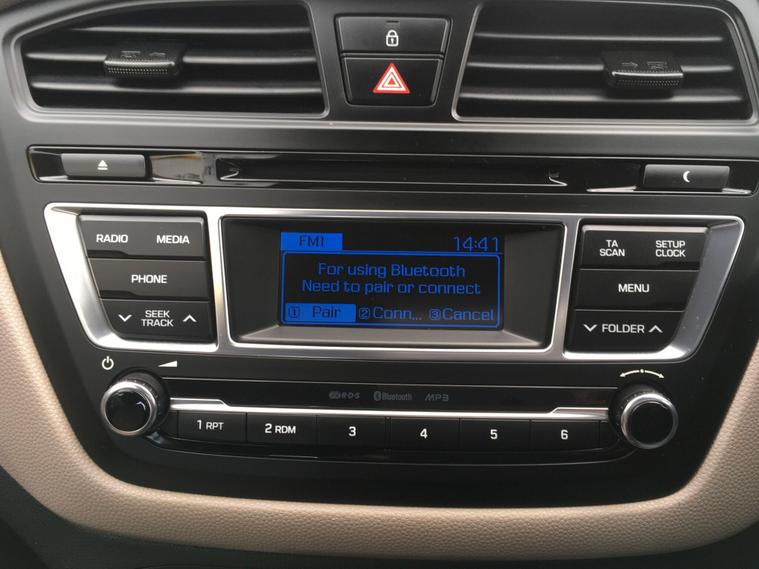 FM1 14:41
RADIO MEDIA
TA SCAN
SETUP CLOCK
For using Bluetooth
Need to pair or connect
PHONE
MENU
SEEK TRACK
① Pair ② Conn... ③ Cancel
FOLDER
R·D·S Bluetooth MP3
1 RPT 2 RDM 3 4 5 6